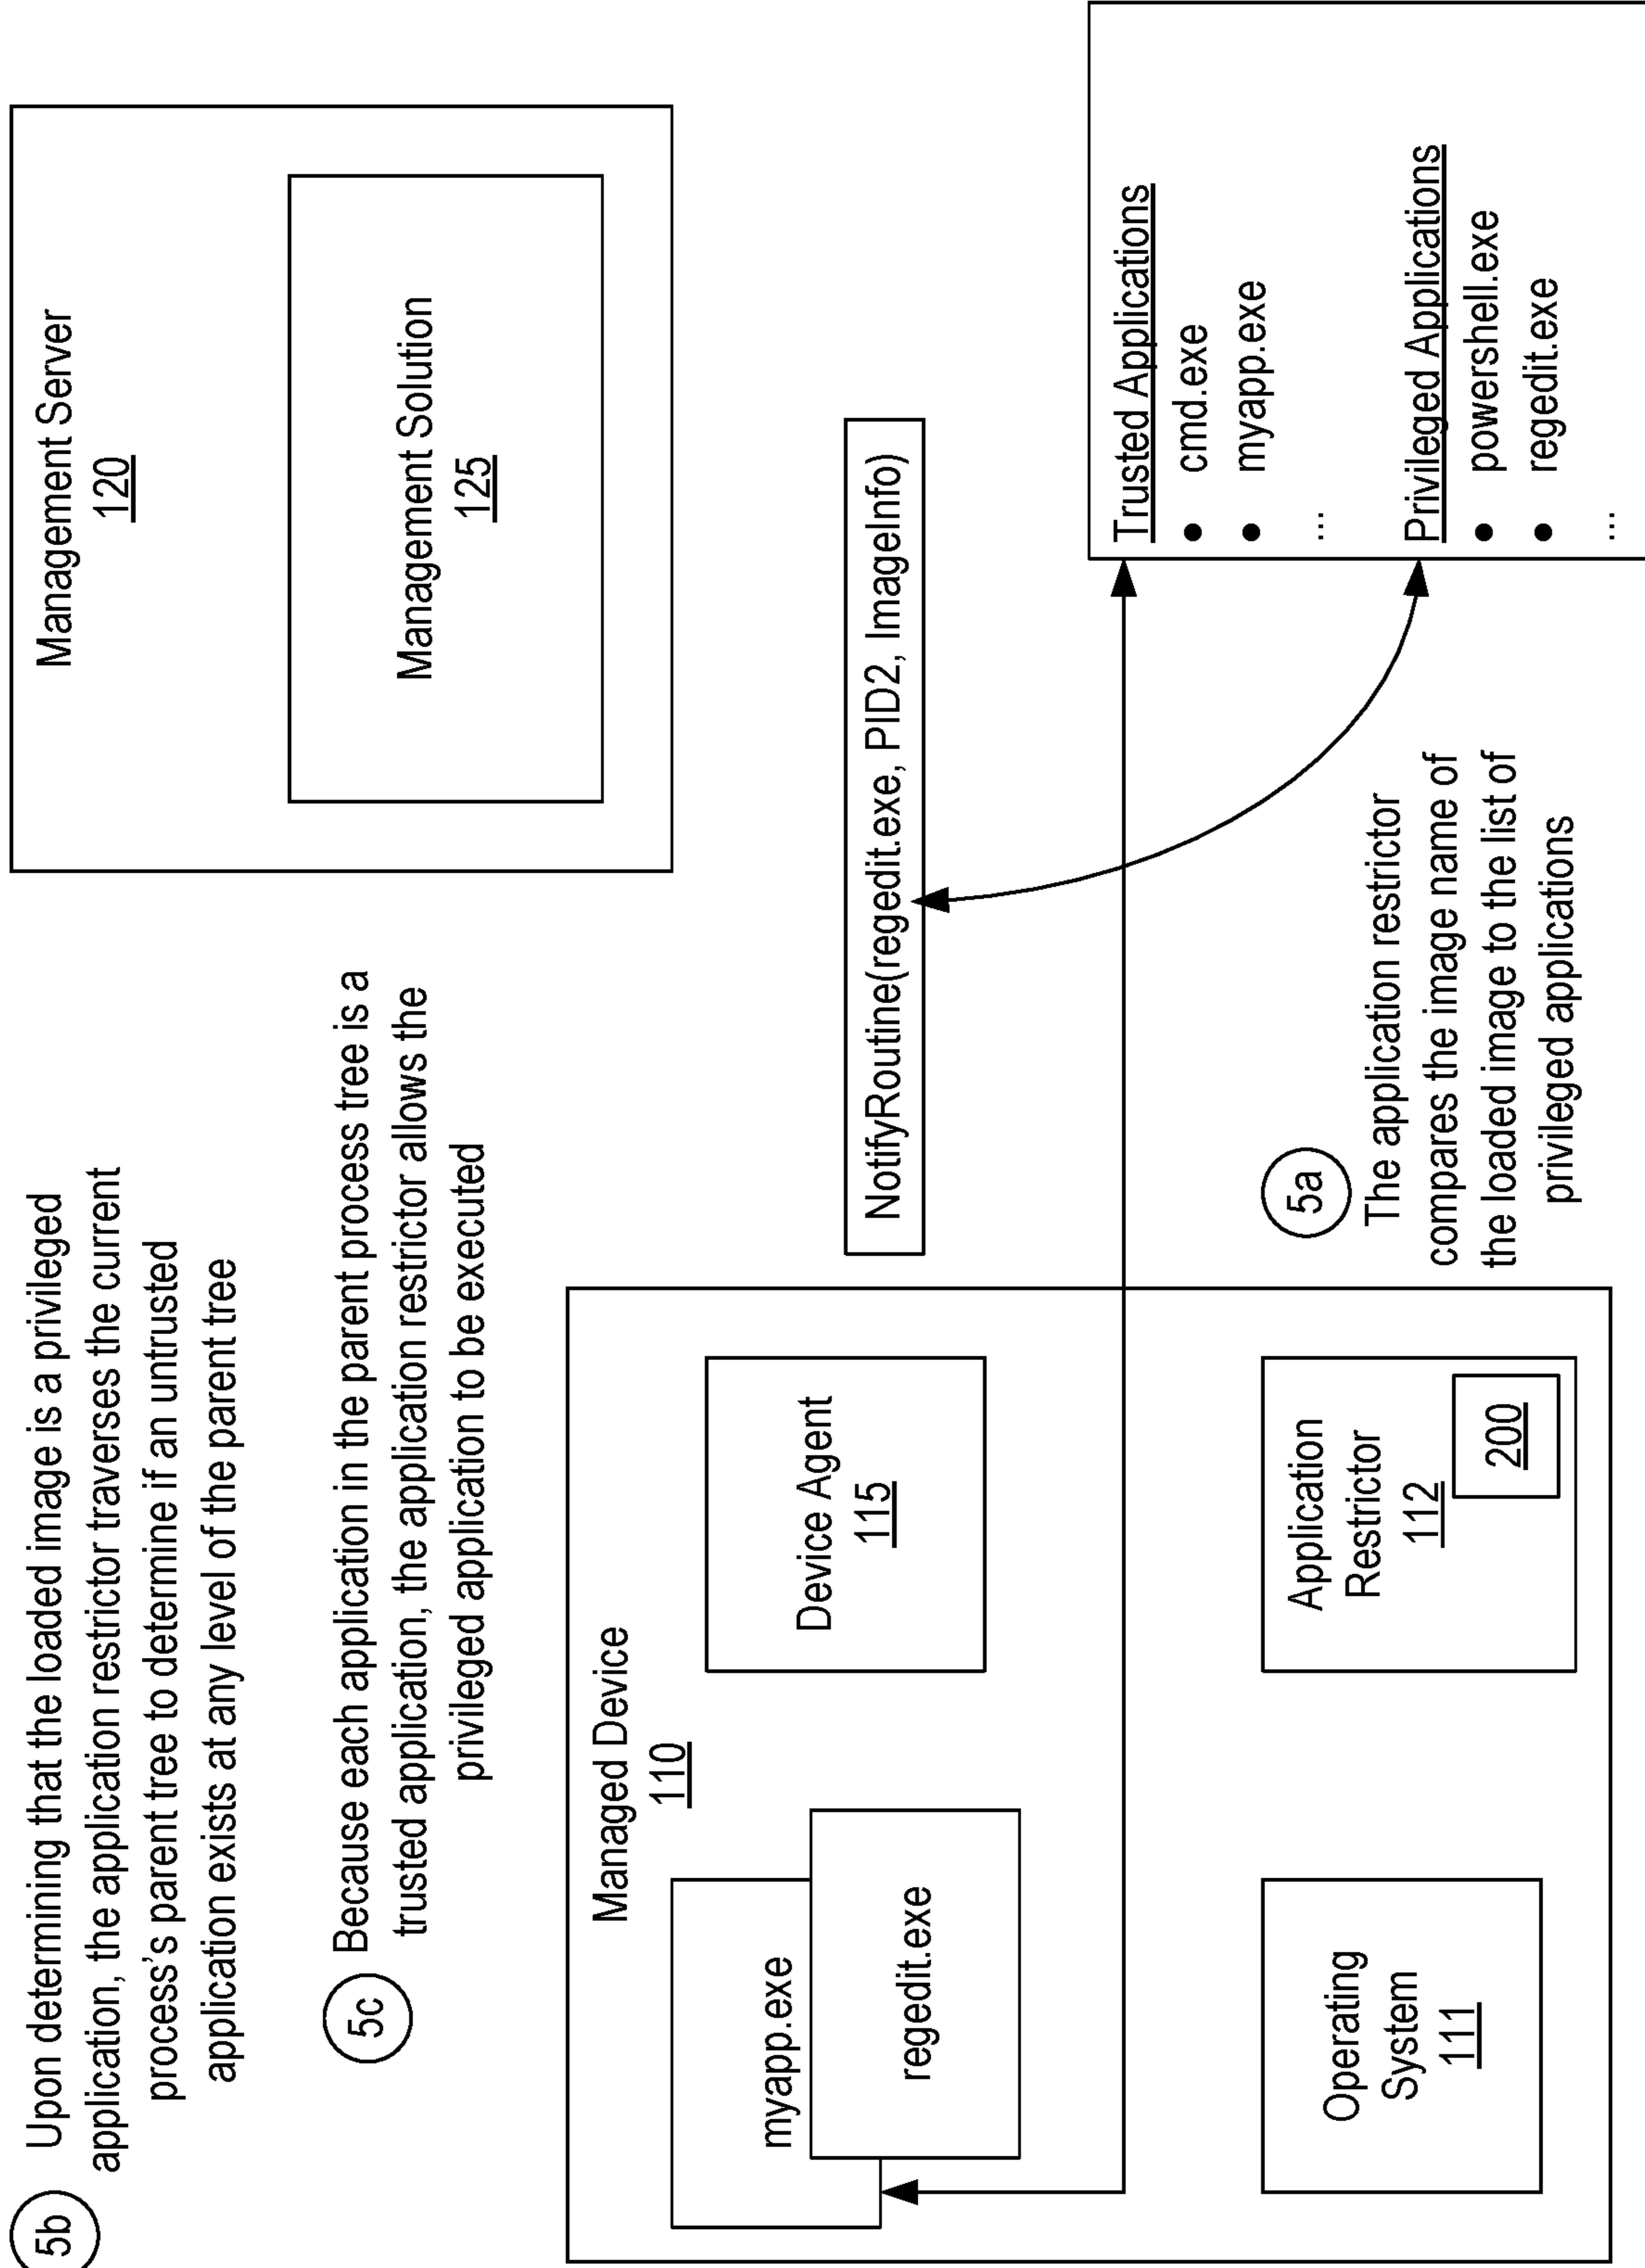 5b
Upon determining that the loaded image is a privileged
application, the application restrictor traverses the current
process's parent tree to determine if an untrusted
application exists at any level of the parent tree
5c
Because each application in the parent process tree is a
trusted application, the application restrictor allows the
privileged application to be executed
Management Server
120
Management Solution
125
Managed Device
110
myapp.exe
regedit.exe
Device Agent
115
Operating
System
111
Application
Restrictor
112
200
NotifyRoutine(regedit.exe, PID2, ImageInfo)
5a
The application restrictor
compares the image name of
the loaded image to the list of
privileged applications
Trusted Applications
● cmd.exe
● myapp.exe
...
Privileged Applications
● powershell.exe
● regedit.exe
...